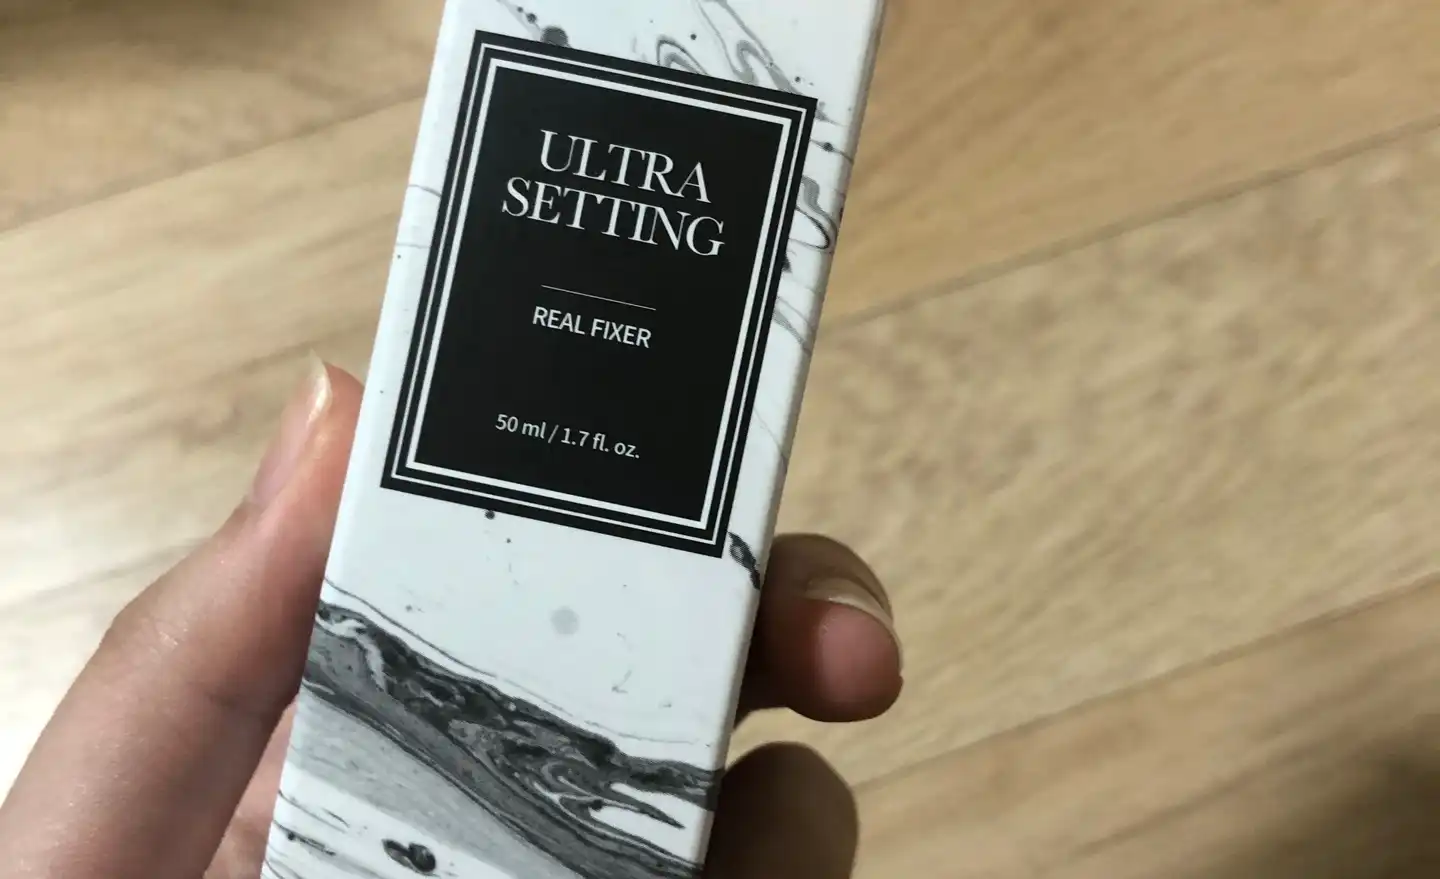 ULTRA
SETTING
REAL FIXER
50 ml / 1.7 fl. oz.